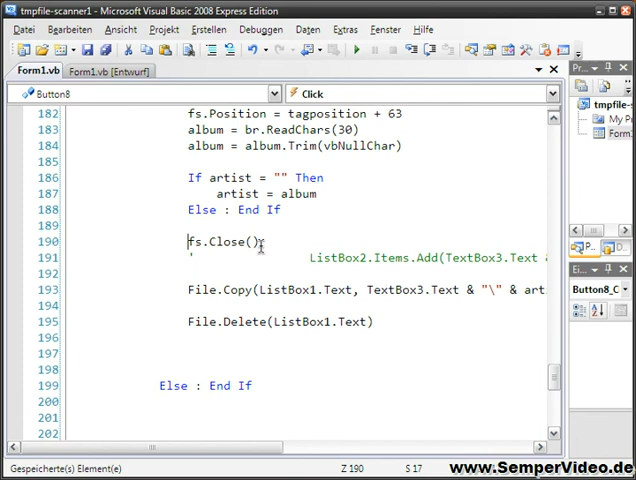 tmpfile-scanner1 - Microsoft Visual Basic 2008 Express Edition
Datei Bearbeiten Ansicht Projekt Erstellen Debuggen Daten Extras Fenster Hilfe
Form1.vb Form1.vb [Entwurf]
Button8 Click
182 fs.Position = tagposition + 63
183 album = br.ReadChars(30)
184 album = album.Trim(vbNullChar)
185
186 If artist = "" Then
187 artist = album
188 Else : End If
189
190 fs.Close()
191 ' ListBox2.Items.Add(TextBox3.Text &
192
193 File.Copy(ListBox1.Text, TextBox3.Text & "\" & art
194
195 File.Delete(ListBox1.Text)
196
197
198
199 Else : End If
200
201
202
Pr...
tmpfile-
My P
Form1
P... D...
Ei...
Button8_C
Gespeicherte(s) Element(e) Z 190 S 17
www.SemperVideo.de